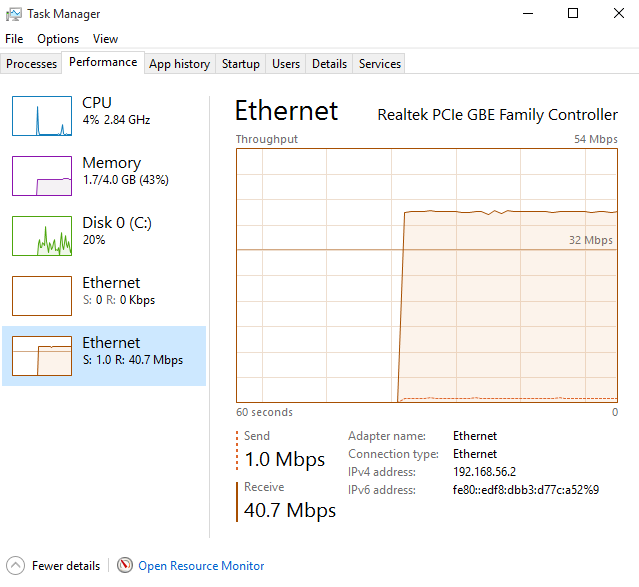 Task Manager
File Options View
Processes Performance App history Startup Users Details Services
CPU
4% 2.84 GHz
Memory
1.7/4.0 GB (43%)
Disk 0 (C:)
20%
Ethernet
S: 0 R: 0 Kbps
Ethernet
S: 1.0 R: 40.7 Mbps
Ethernet Realtek PCIe GBE Family Controller
Throughput 54 Mbps
32 Mbps
60 seconds 0
Send
1.0 Mbps
Receive
40.7 Mbps
Adapter name: Ethernet
Connection type: Ethernet
IPv4 address: 192.168.56.2
IPv6 address: fe80::edf8:dbb3:d77c:a52%9
Fewer details Open Resource Monitor